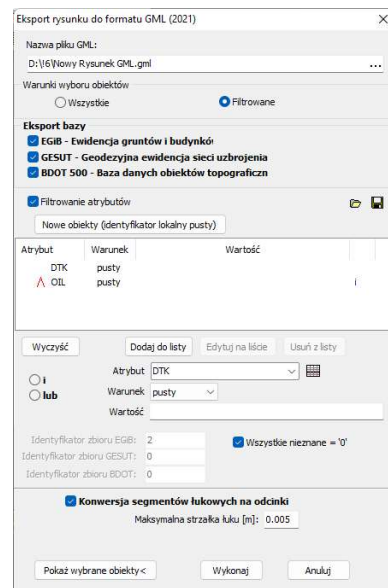 Eksport rysunku do formatu GML (2021)
Nazwa pliku GML:
D:\!6\Nowy Rysunek GML.gml
...
Warunki wyboru obiektów
Wszystkie Filtrowane
Eksport bazy
EGiB - Ewidencja gruntów i budynków
GESUT - Geodezyjna ewidencja sieci uzbrojenia
BDOT 500 - Baza danych obiektów topograficzn
Filtrowanie atrybutów
Nowe obiekty (identyfikator lokalny pusty)
Atrybut Warunek Wartość
DTK pusty
OIL pusty i
Wyczyść Dodaj do listy Edytuj na liście Usuń z listy
i
lub
Atrybut DTK
Warunek pusty
Wartość
Identyfikator zbioru EGiB: 2
Wszystkie nieznane = '0'
Identyfikator zbioru GESUT: 0
Identyfikator zbioru BDOT: 0
Konwersja segmentów łukowych na odcinki
Maksymalna strzałka łuku [m]: 0.005
Pokaż wybrane obiekty< Wykonaj Anuluj